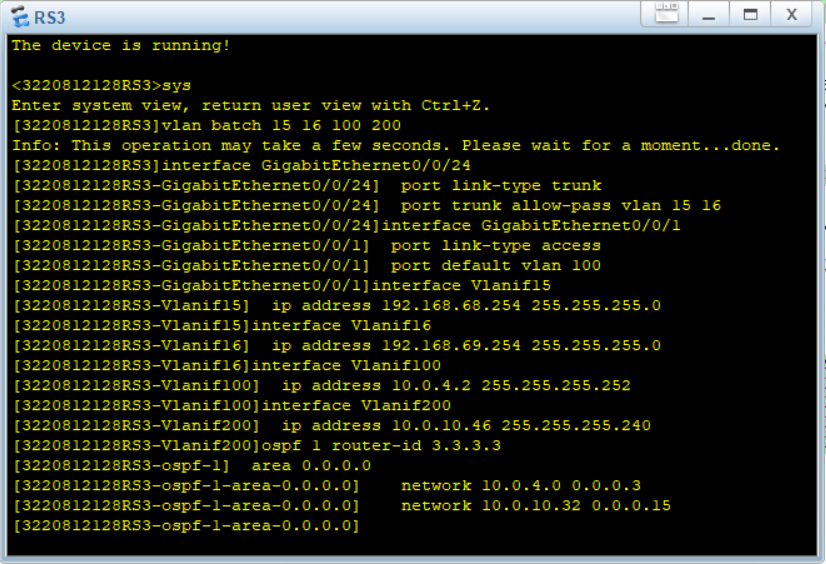 RS3
The device is running!
<3220812128RS3>sys
Enter system view, return user view with Ctrl+Z.
[3220812128RS3]vlan batch 15 16 100 200
Info: This operation may take a few seconds. Please wait for a moment...done.
[3220812128RS3]interface GigabitEthernet0/0/24
[3220812128RS3-GigabitEthernet0/0/24]  port link-type trunk
[3220812128RS3-GigabitEthernet0/0/24]  port trunk allow-pass vlan 15 16
[3220812128RS3-GigabitEthernet0/0/24]interface GigabitEthernet0/0/1
[3220812128RS3-GigabitEthernet0/0/1]  port link-type access
[3220812128RS3-GigabitEthernet0/0/1]  port default vlan 100
[3220812128RS3-GigabitEthernet0/0/1]interface Vlanif15
[3220812128RS3-Vlanif15]  ip address 192.168.68.254 255.255.255.0
[3220812128RS3-Vlanif15]interface Vlanif16
[3220812128RS3-Vlanif16]  ip address 192.168.69.254 255.255.255.0
[3220812128RS3-Vlanif16]interface Vlanif100
[3220812128RS3-Vlanif100]  ip address 10.0.4.2 255.255.255.252
[3220812128RS3-Vlanif100]interface Vlanif200
[3220812128RS3-Vlanif200]  ip address 10.0.10.46 255.255.255.240
[3220812128RS3-Vlanif200]ospf 1 router-id 3.3.3.3
[3220812128RS3-ospf-1]  area 0.0.0.0
[3220812128RS3-ospf-1-area-0.0.0.0]    network 10.0.4.0 0.0.0.3
[3220812128RS3-ospf-1-area-0.0.0.0]    network 10.0.10.32 0.0.0.15
[3220812128RS3-ospf-1-area-0.0.0.0]